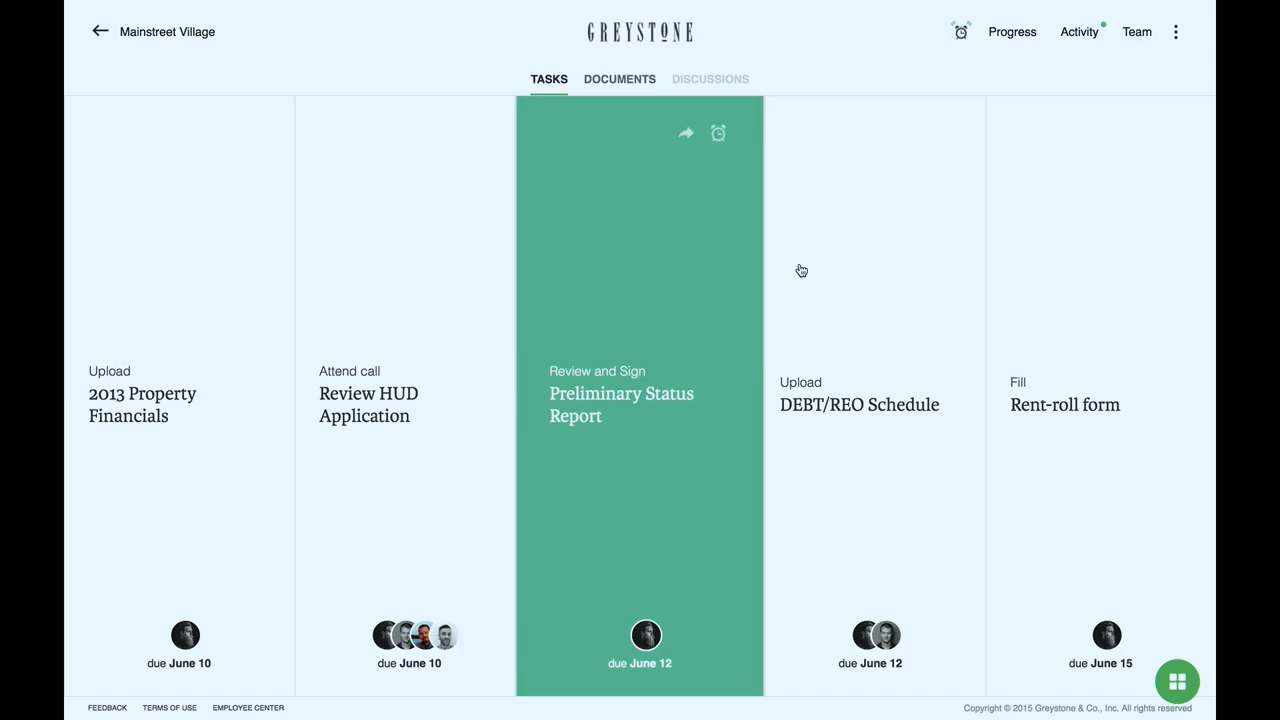 Mainstreet Village
GREYSTONE
Progress
Activity
Team
TASKS
DOCUMENTS
DISCUSSIONS
Upload
2013 Property
Financials
due June 10
Attend call
Review HUD
Application
due June 10
Review and Sign
Preliminary Status
Report
due June 12
Upload
DEBT/REO Schedule
due June 12
Fill
Rent-roll form
due June 15
FEEDBACK
TERMS OF USE
EMPLOYEE CENTER
Copyright © 2015 Greystone & Co., Inc. All rights reserved